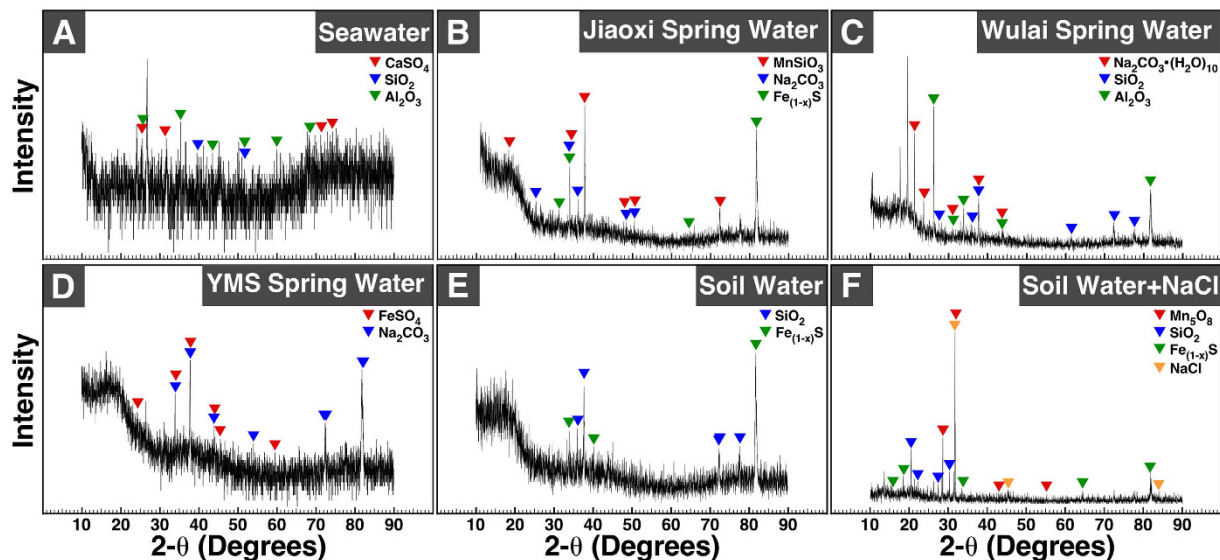 A Seawater
CaSO₄
SiO₂
Al₂O₃
B Jiaoxi Spring Water
MnSiO₃
Na₂CO₃
Fe₍₁₋ₓ₎S
C Wulai Spring Water
Na₂CO₃•(H₂O)₁₀
SiO₂
Al₂O₃
Intensity
D YMS Spring Water
FeSO₄
Na₂CO₃
E Soil Water
SiO₂
Fe₍₁₋ₓ₎S
F Soil Water+NaCl
Mn₅O₈
SiO₂
Fe₍₁₋ₓ₎S
NaCl
Intensity
10 20 30 40 50 60 70 80 90
10 20 30 40 50 60 70 80 90
10 20 30 40 50 60 70 80 90
2-θ (Degrees)
2-θ (Degrees)
2-θ (Degrees)